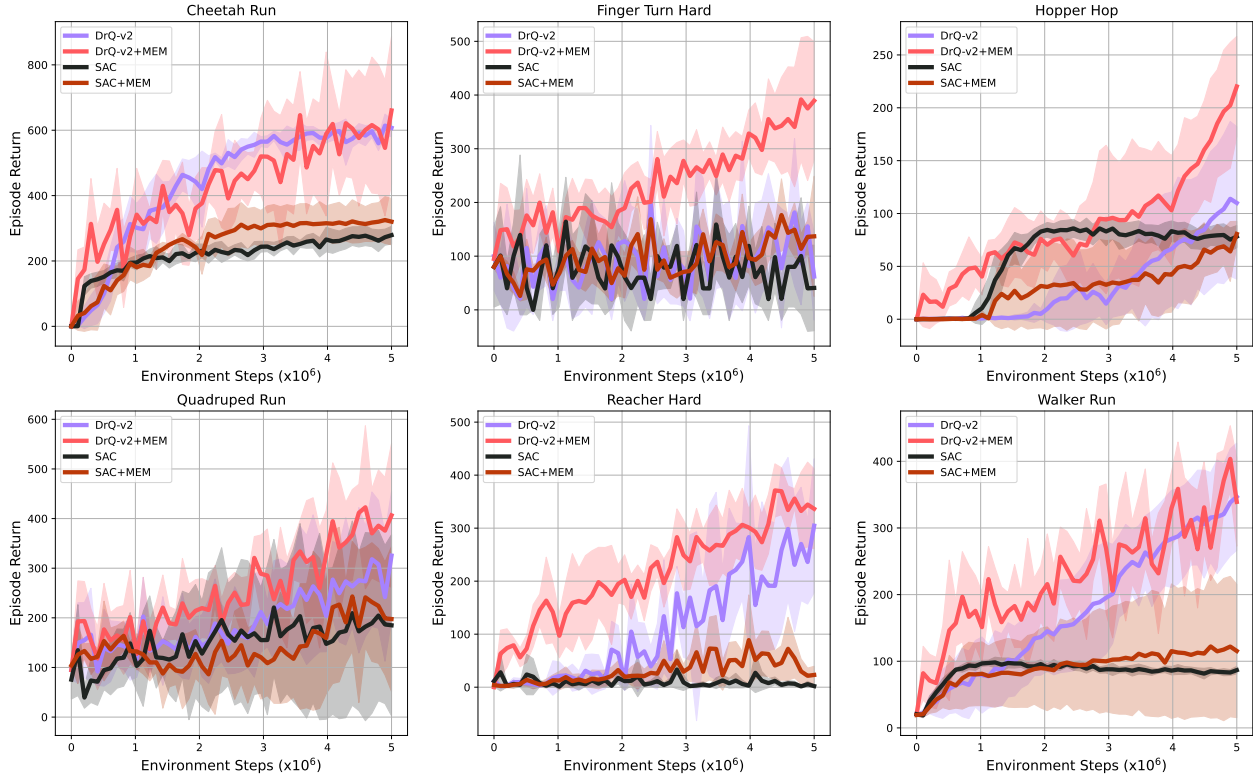 Cheetah Run
DrQ-v2
DrQ-v2+MEM
SAC
SAC+MEM
Episode Return
800
600
400
200
0
0 1 2 3 4 5
Environment Steps (x10⁶)
Finger Turn Hard
DrQ-v2
DrQ-v2+MEM
SAC
SAC+MEM
Episode Return
500
400
300
200
100
0
0 1 2 3 4 5
Environment Steps (x10⁶)
Hopper Hop
DrQ-v2
DrQ-v2+MEM
SAC
SAC+MEM
Episode Return
250
200
150
100
50
0
0 1 2 3 4 5
Environment Steps (x10⁶)
Quadruped Run
DrQ-v2
DrQ-v2+MEM
SAC
SAC+MEM
Episode Return
600
500
400
300
200
100
0
0 1 2 3 4 5
Environment Steps (x10⁶)
Reacher Hard
DrQ-v2
DrQ-v2+MEM
SAC
SAC+MEM
Episode Return
500
400
300
200
100
0
0 1 2 3 4 5
Environment Steps (x10⁶)
Walker Run
DrQ-v2
DrQ-v2+MEM
SAC
SAC+MEM
Episode Return
400
300
200
100
0
0 1 2 3 4 5
Environment Steps (x10⁶)